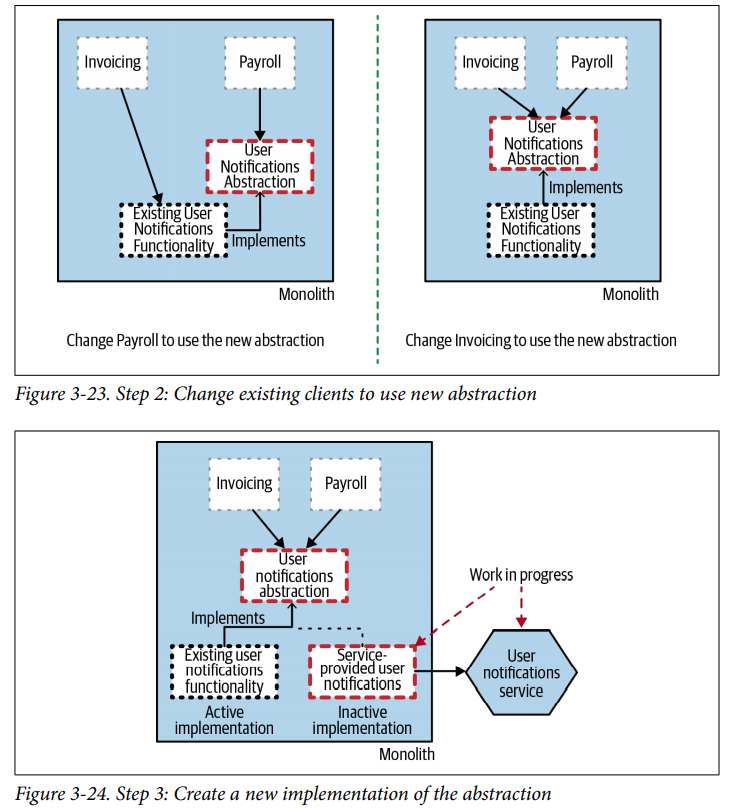 Invoicing
Payroll
User
Notifications
Abstraction
Existing User
Notifications
Functionality
Implements
Monolith
Change Payroll to use the new abstraction
Invoicing
Payroll
User
Notifications
Abstraction
Implements
Existing User
Notifications
Functionality
Monolith
Change Invoicing to use the new abstraction
Figure 3-23. Step 2: Change existing clients to use new abstraction
Invoicing
Payroll
User
notifications
abstraction
Work in progress
Implements
Existing user
notifications
functionality
Active
implementation
Service-
provided user
notifications
Inactive
implementation
User
notifications
service
Monolith
Figure 3-24. Step 3: Create a new implementation of the abstraction